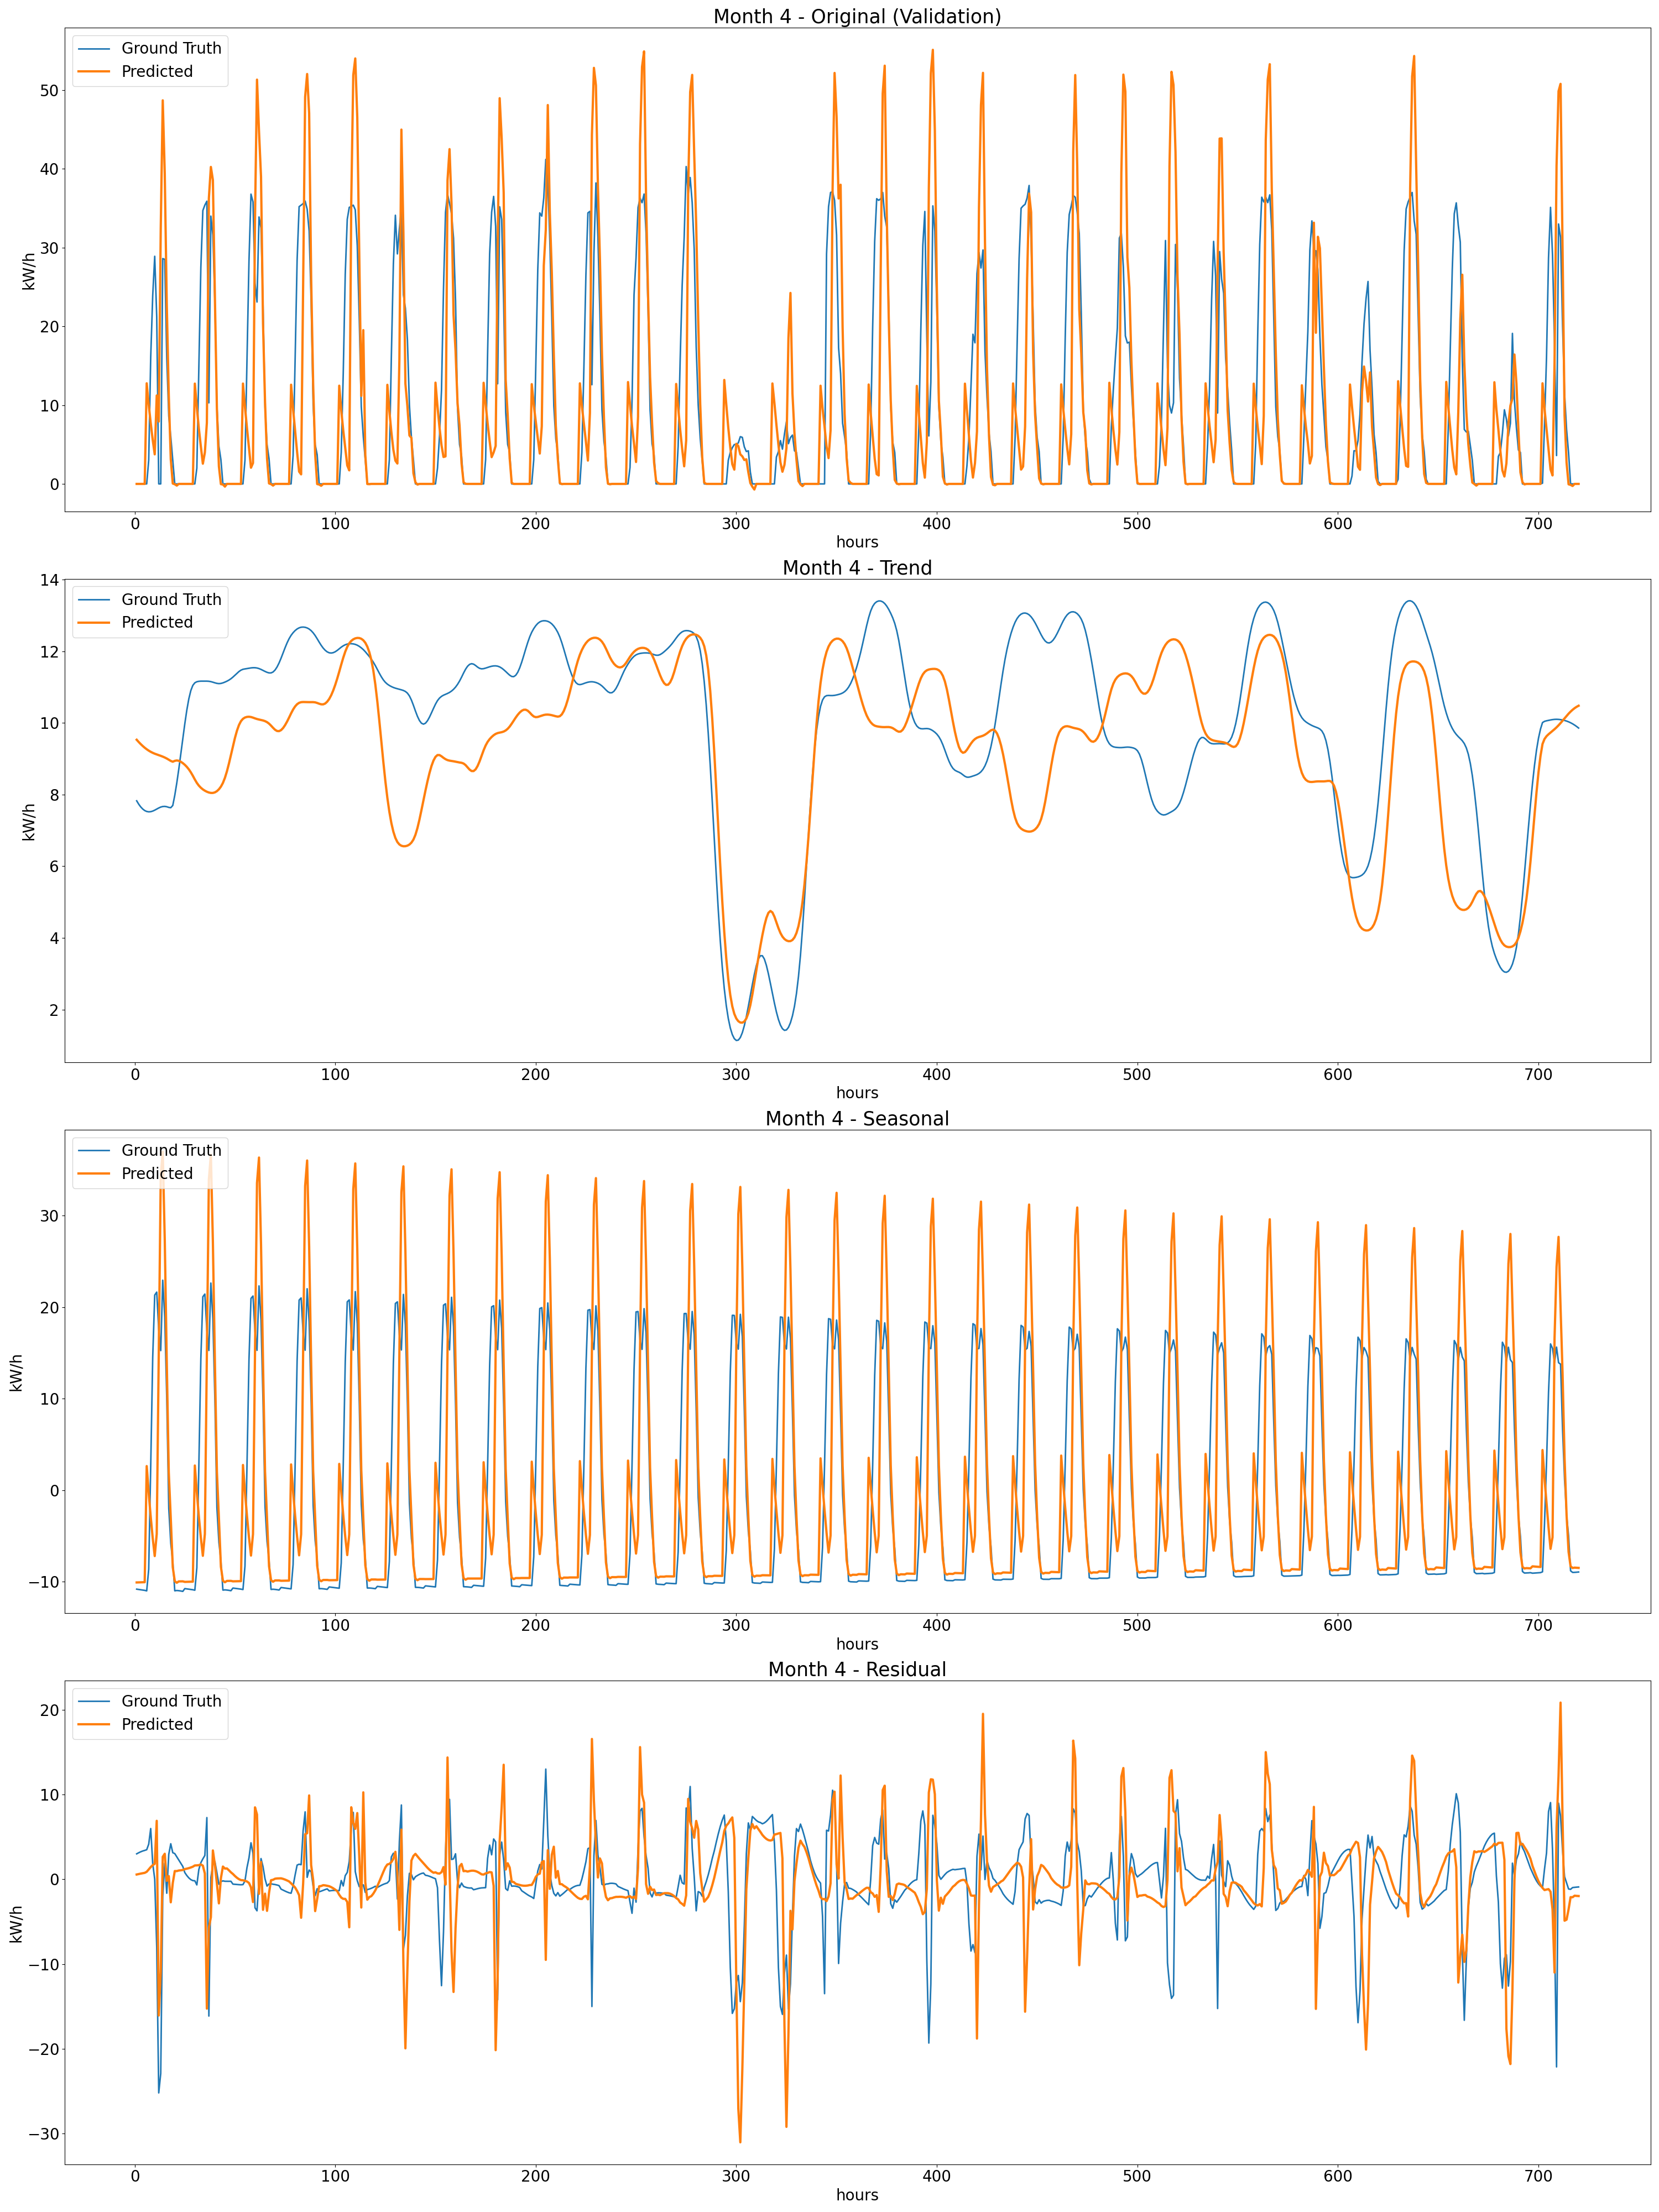 Month 4 - Original (Validation)
Ground Truth
Predicted
kW/h
50
40
30
20
10
0
0 100 200 300 400 500 600 700
hours
Month 4 - Trend
Ground Truth
Predicted
kW/h
14
12
10
8
6
4
2
0 100 200 300 400 500 600 700
hours
Month 4 - Seasonal
Ground Truth
Predicted
kW/h
30
20
10
0
−10
0 100 200 300 400 500 600 700
hours
Month 4 - Residual
Ground Truth
Predicted
kW/h
20
10
0
−10
−20
−30
0 100 200 300 400 500 600 700
hours